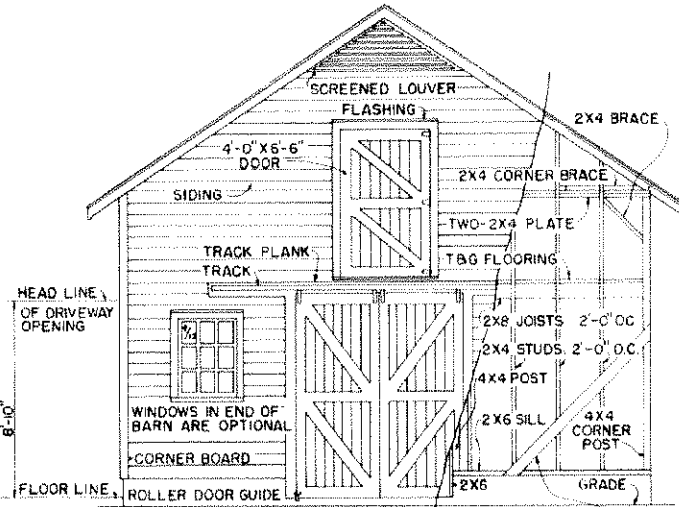 SCREENED LOUVER
FLASHING
2X4 BRACE
4'-0"X6'-6"
DOOR
2X4 CORNER BRACE
SIDING
TWO-2X4 PLATE
TRACK PLANK
T&G FLOORING
TRACK
HEAD LINE
OF DRIVEWAY
OPENING
2X8 JOISTS 2'-0" OC
9/12
2X4 STUDS, 2'-0" O.C.
4X4 POST
8'-10"
WINDOWS IN END OF
BARN ARE OPTIONAL
2X6 SILL
4X4
CORNER
POST
CORNER BOARD
FLOOR LINE
ROLLER DOOR GUIDE
2X6
GRADE